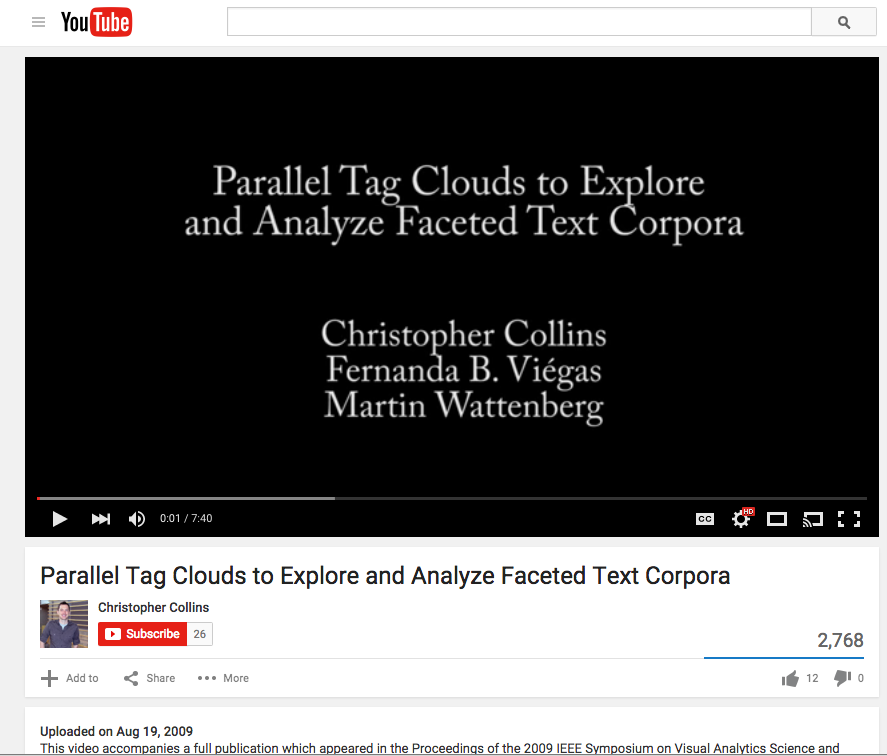 YouTube
Parallel Tag Clouds to Explore
and Analyze Faceted Text Corpora
Christopher Collins
Fernanda B. Viégas
Martin Wattenberg
0:01 / 7:40
CC
HD
Parallel Tag Clouds to Explore and Analyze Faceted Text Corpora
Christopher Collins
Subscribe 26
2,768
Add to Share More 12 0
Uploaded on Aug 19, 2009
This video accompanies a full publication which appeared in the Proceedings of the 2009 IEEE Symposium on Visual Analytics Science and